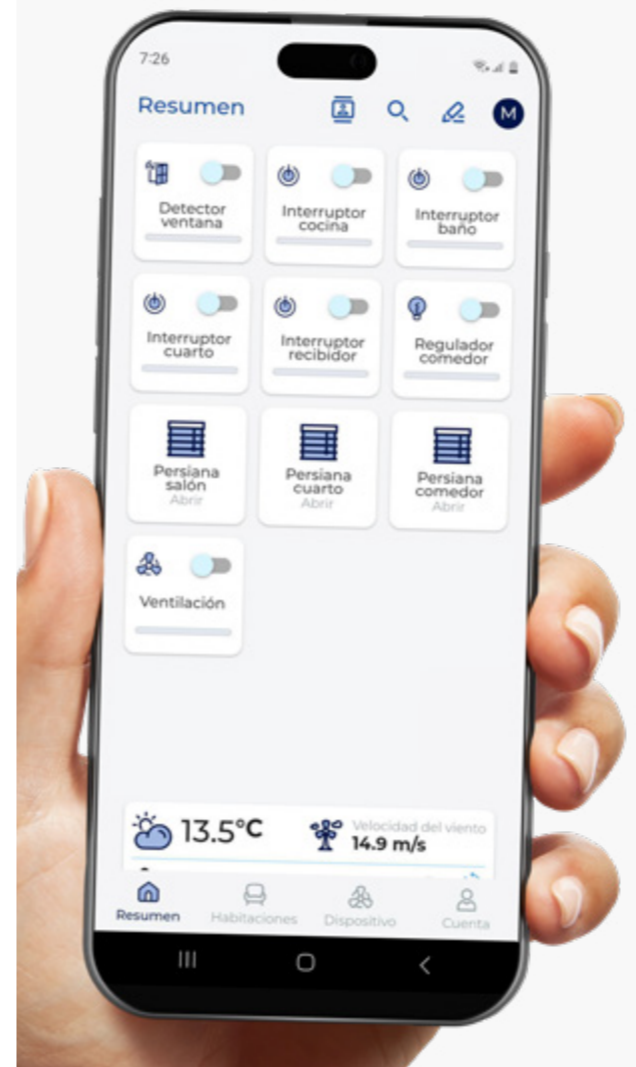 7:26
Resumen
M
Detector
ventana
Interruptor
cocina
Interruptor
baño
Interruptor
cuarto
Interruptor
recibidor
Regulador
comedor
Persiana
salón
Abrir
Persiana
cuarto
Abrir
Persiana
comedor
Abrir
Ventilación
13.5°C
Velocidad del viento
14.9 m/s
Resumen
Habitaciones
Dispositivo
Cuenta